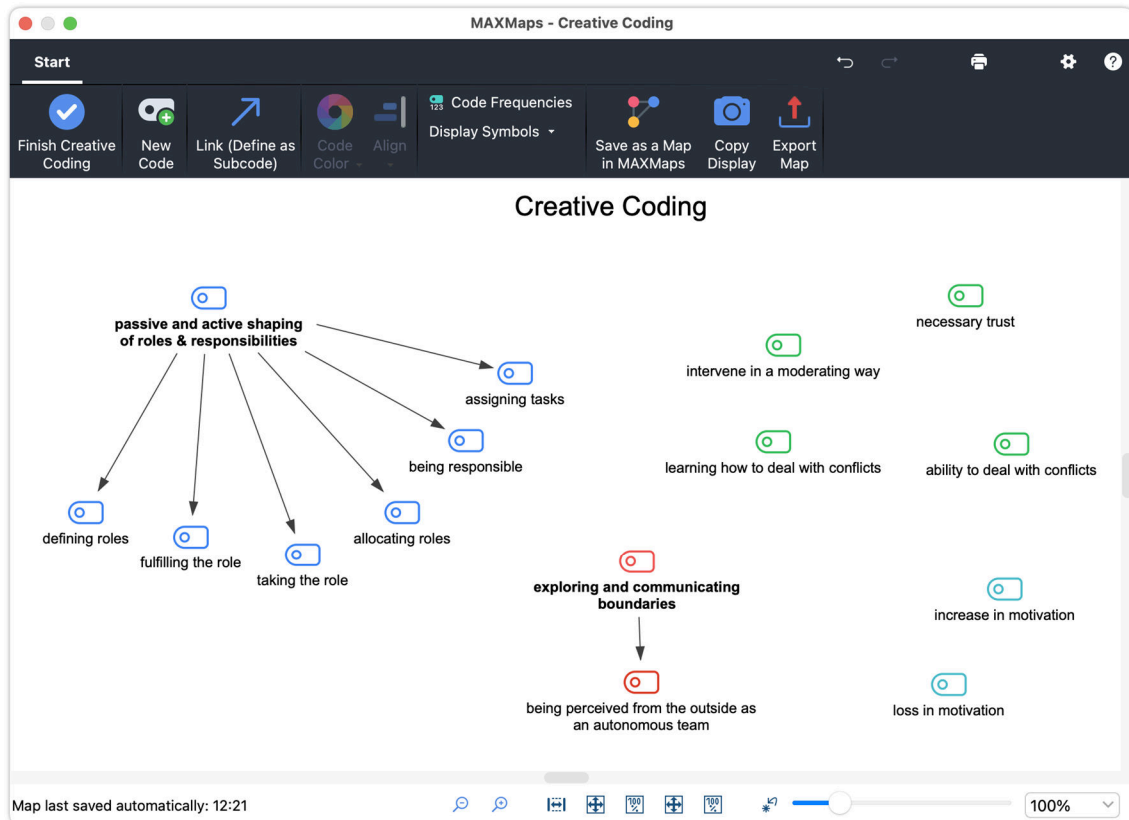 MAXMaps - Creative Coding
Start
Finish Creative
Coding
New
Code
Link (Define as
Subcode)
Code
Color
Align
123
Code Frequencies
Display Symbols
Save as a Map
in MAXMaps
Copy
Display
Export
Map
Creative Coding
passive and active shaping
of roles & responsibilities
necessary trust
intervene in a moderating way
assigning tasks
being responsible
learning how to deal with conflicts
ability to deal with conflicts
defining roles
fulfilling the role
taking the role
allocating roles
exploring and communicating
boundaries
increase in motivation
being perceived from the outside as
an autonomous team
loss in motivation
Map last saved automatically: 12:21
100%
100%
100%